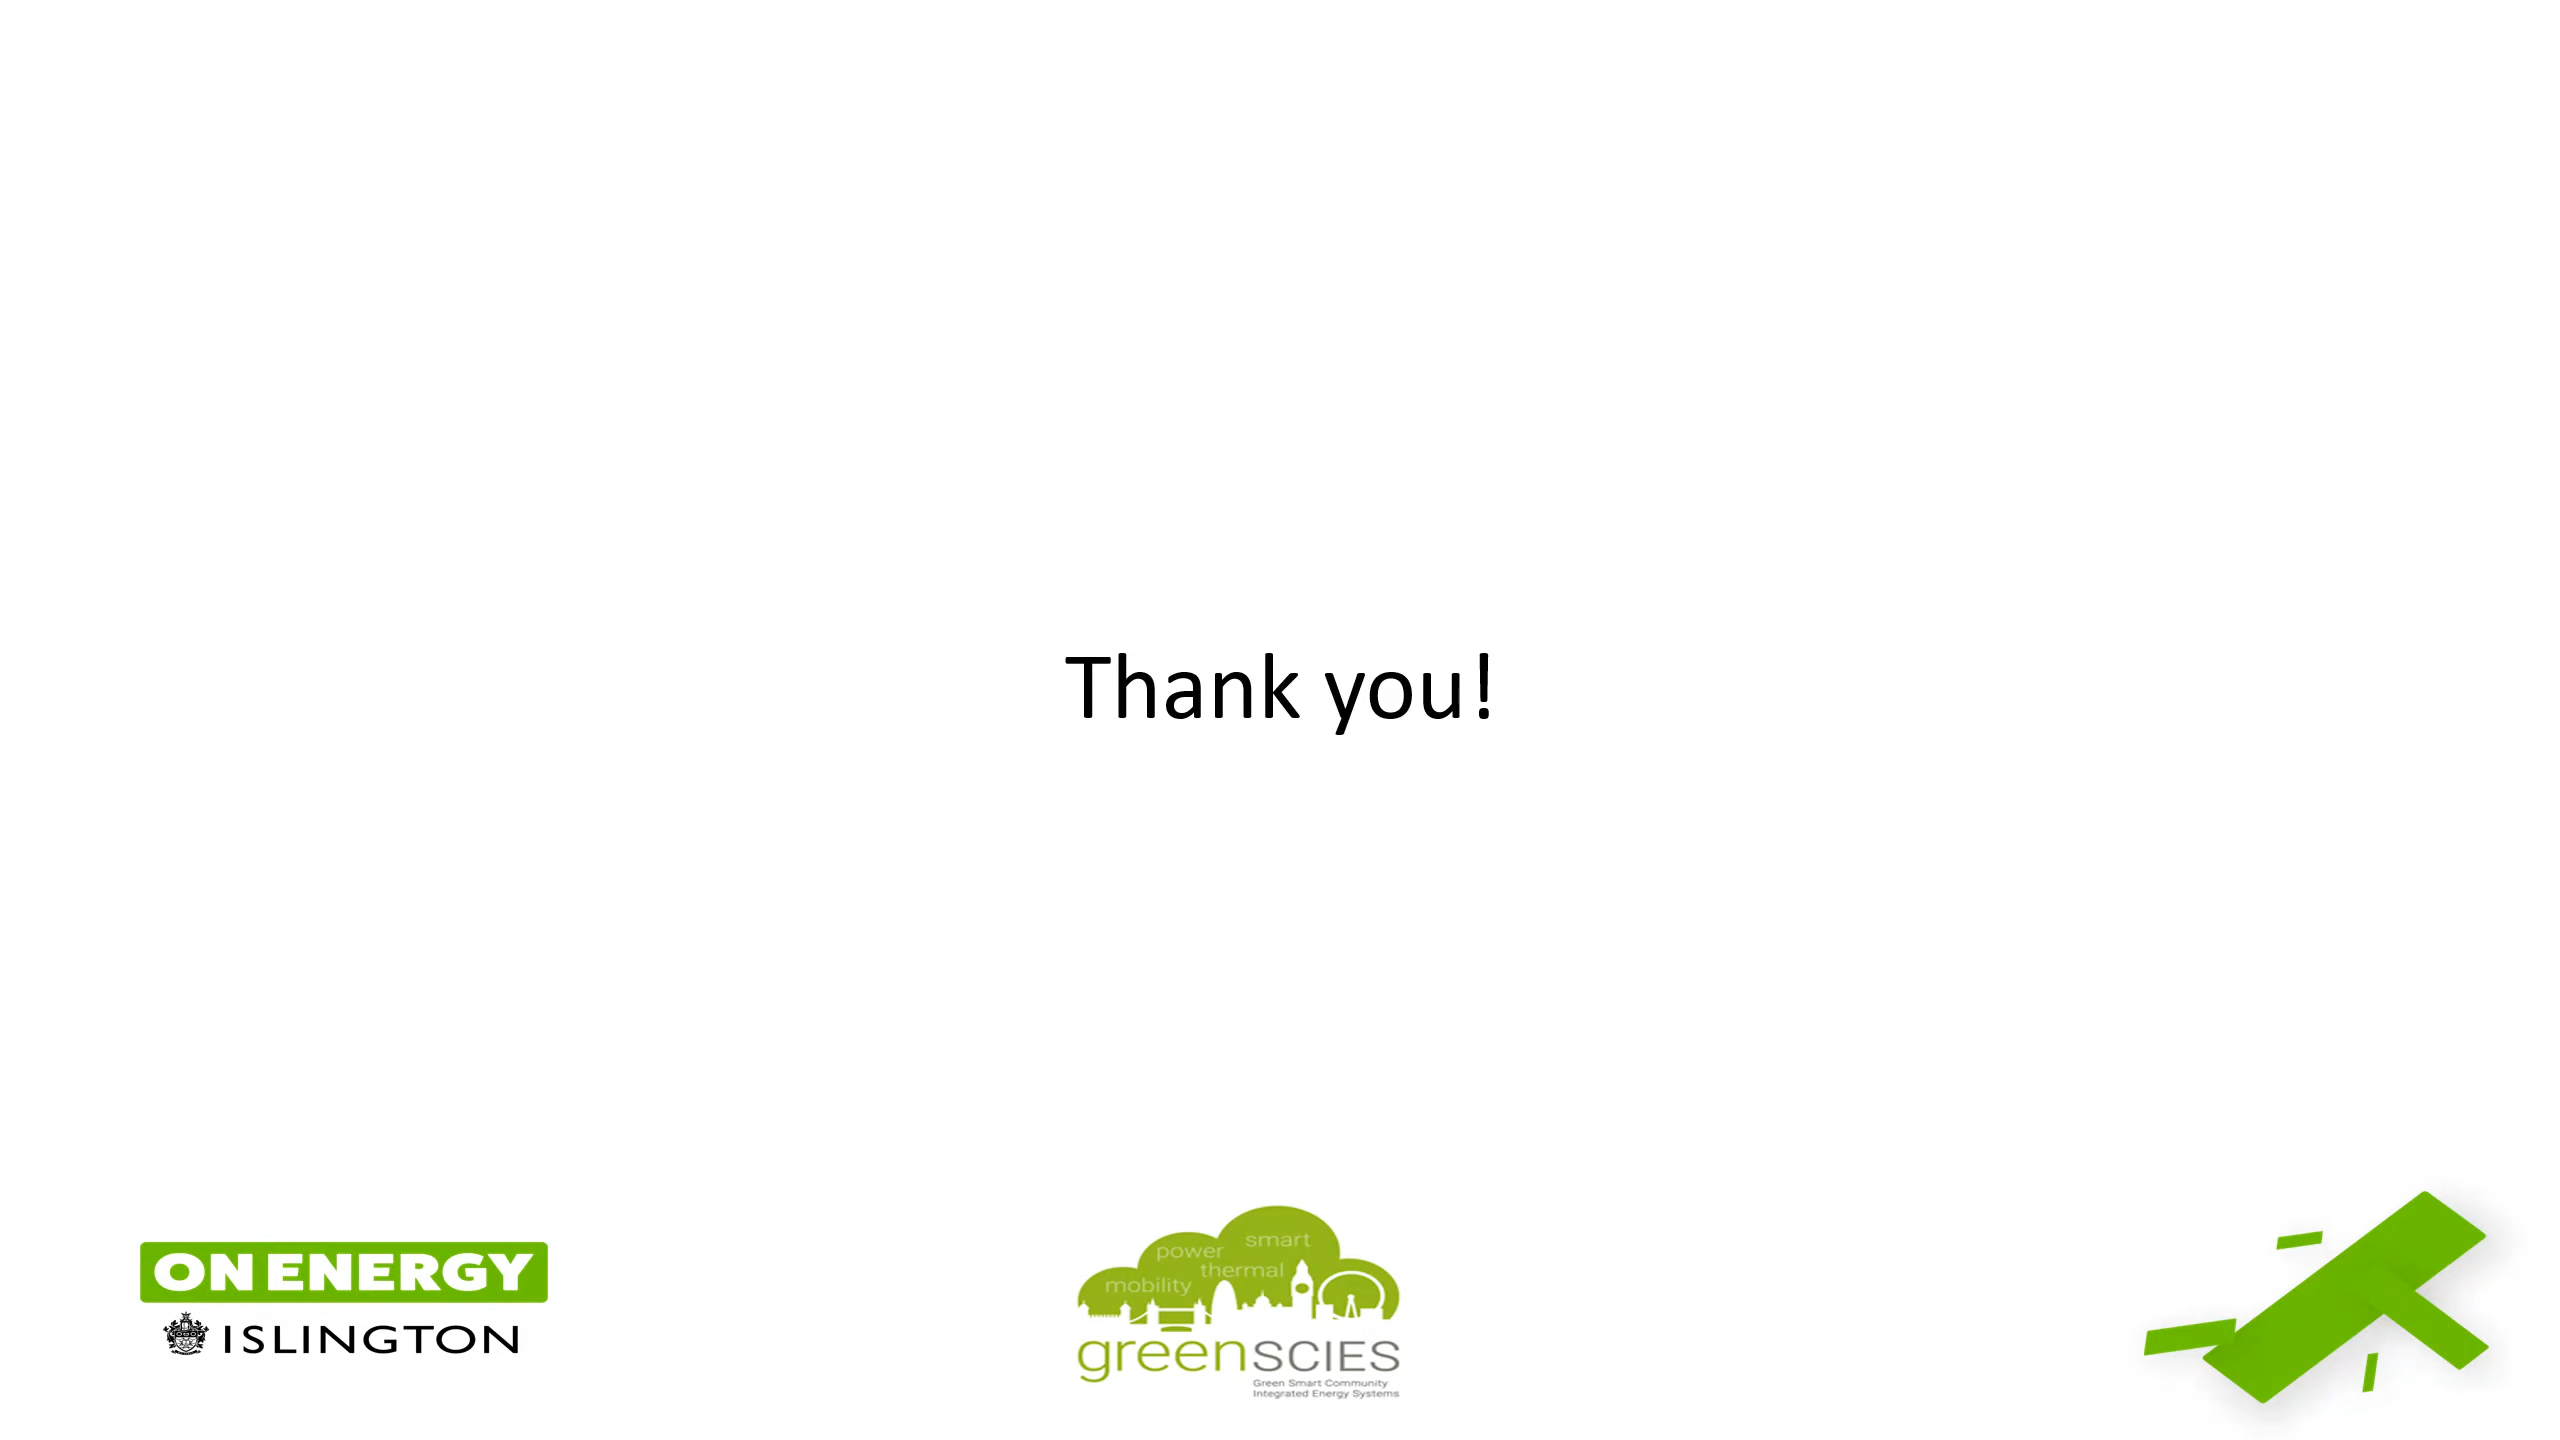 Thank you!
ON ENERGY
ISLINGTON
smart
power
thermal
mobility
greenSCIES
Green Smart Community
Integrated Energy Systems